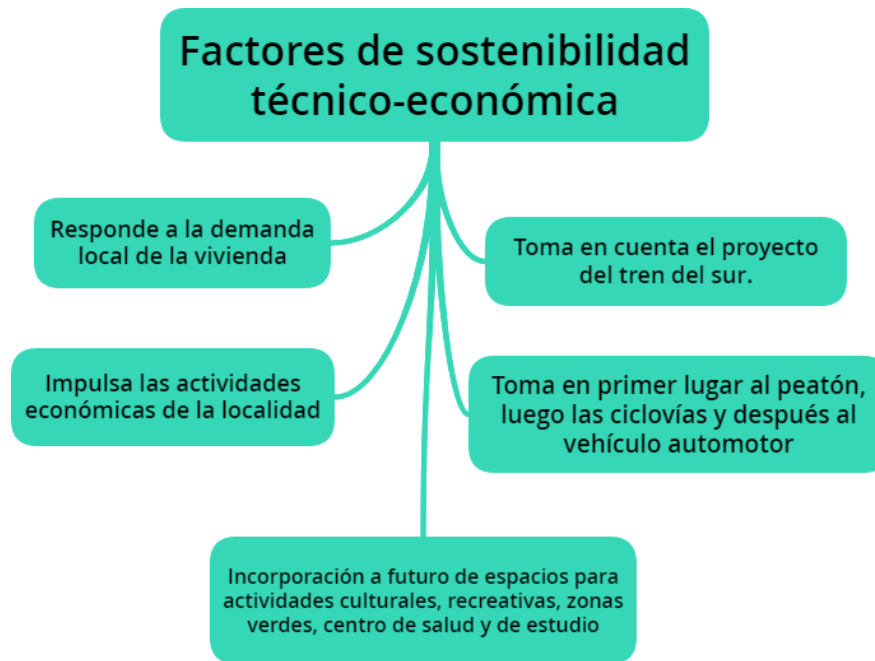 Factores de sostenibilidad
técnico-económica
Responde a la demanda
local de la vivienda
Toma en cuenta el proyecto
del tren del sur.
Impulsa las actividades
económicas de la localidad
Toma en primer lugar al peatón,
luego las ciclovías y después al
vehículo automotor
Incorporación a futuro de espacios para
actividades culturales, recreativas, zonas
verdes, centro de salud y de estudio